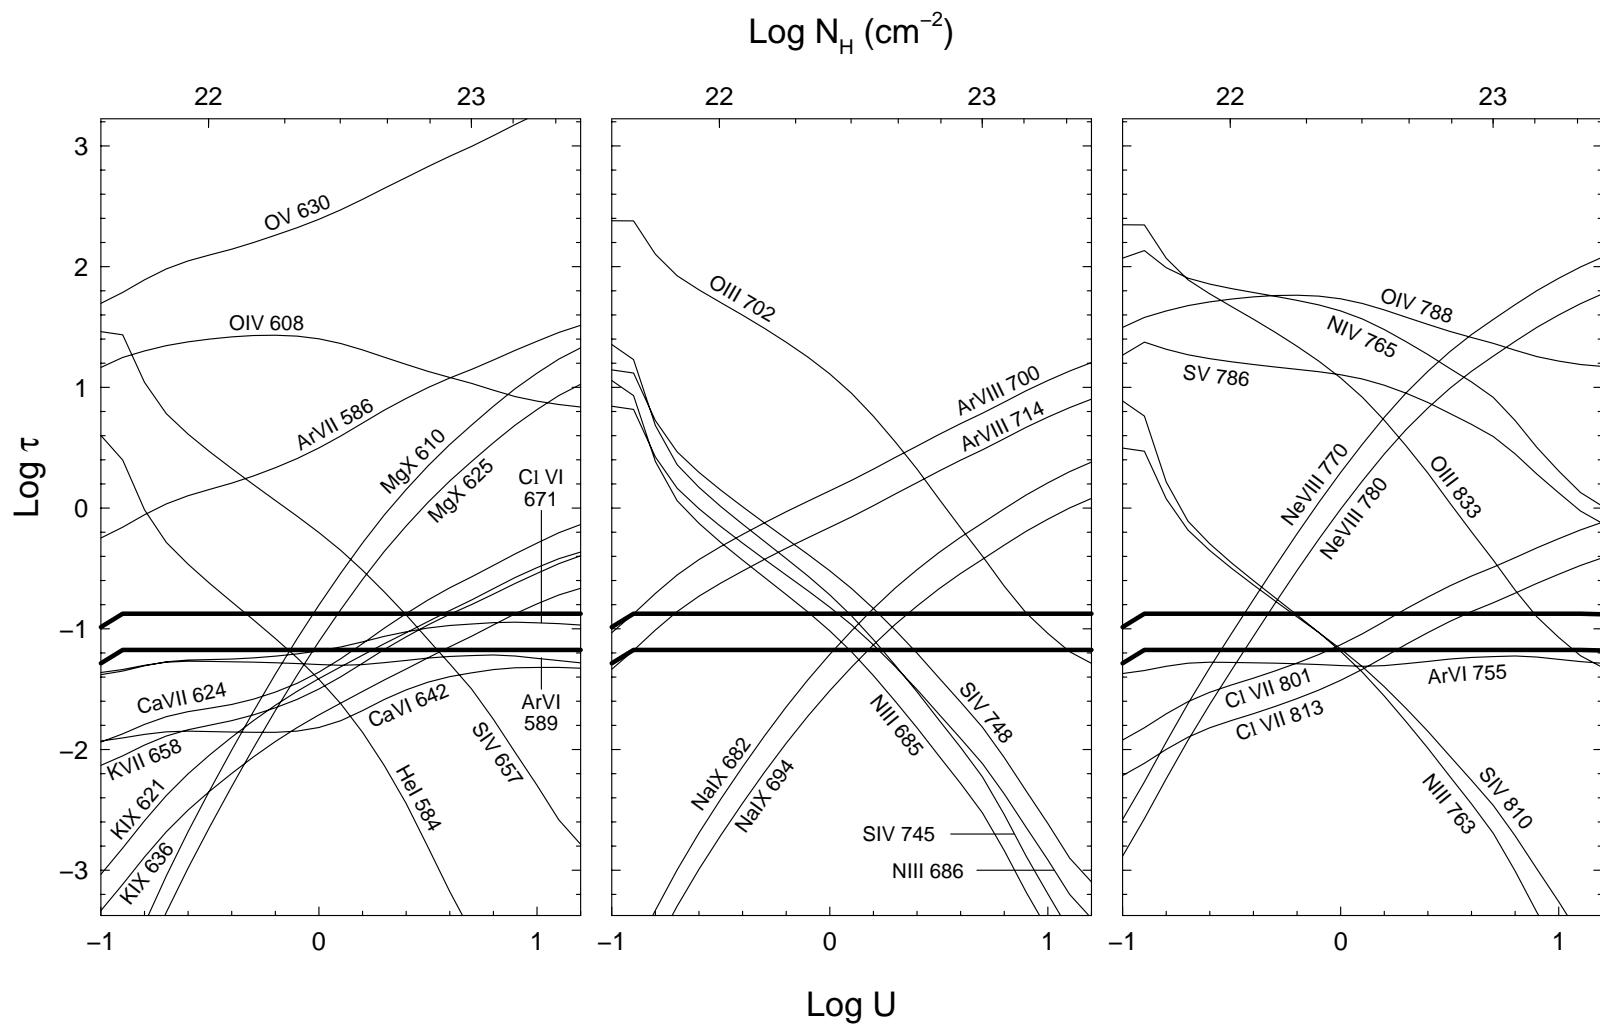 Log N_H (cm⁻²)
22 23 22 23 22 23
Log τ
3
2
1
0
−1
−2
−3
OV 630
OIV 608
ArVII 586
MgX 610
MgX 625
Cl VI
671
CaVII 624
CaVI 642
ArVI
589
KVII 658
KIX 621
KIX 636
HeI 584
SIV 657
OIII 702
ArVIII 700
ArVIII 714
NaIX 682
NaIX 694
NIII 685
SIV 748
SIV 745
NIII 686
OIV 788
NIV 765
SV 786
NeVIII 770
NeVIII 780
OIII 833
ArVI 755
Cl VII 801
Cl VII 813
NIII 763
SIV 810
−1 0 1 −1 0 1 −1 0 1
Log U